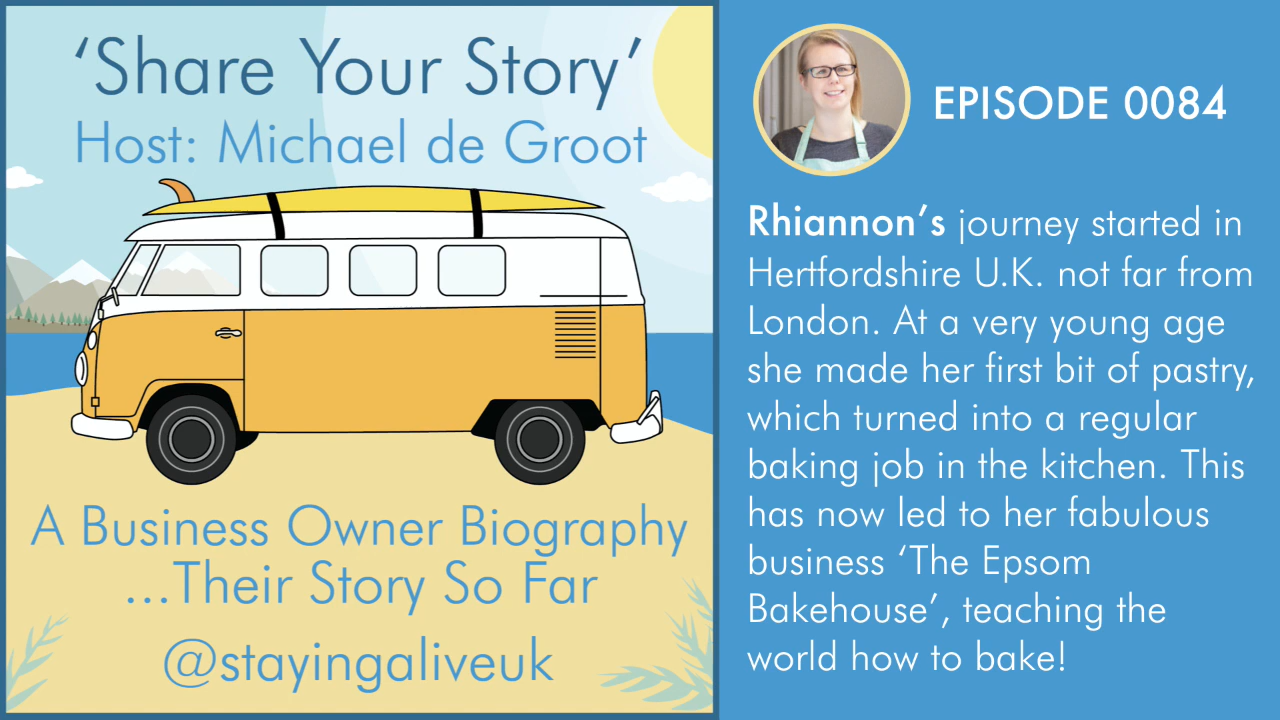 ‘Share Your Story’
Host: Michael de Groot
A Business Owner Biography
...Their Story So Far
@stayingaliveuk
EPISODE 0084
Rhiannon’s journey started in
Hertfordshire U.K. not far from
London. At a very young age
she made her first bit of pastry,
which turned into a regular
baking job in the kitchen. This
has now led to her fabulous
business ‘The Epsom
Bakehouse’, teaching the
world how to bake!